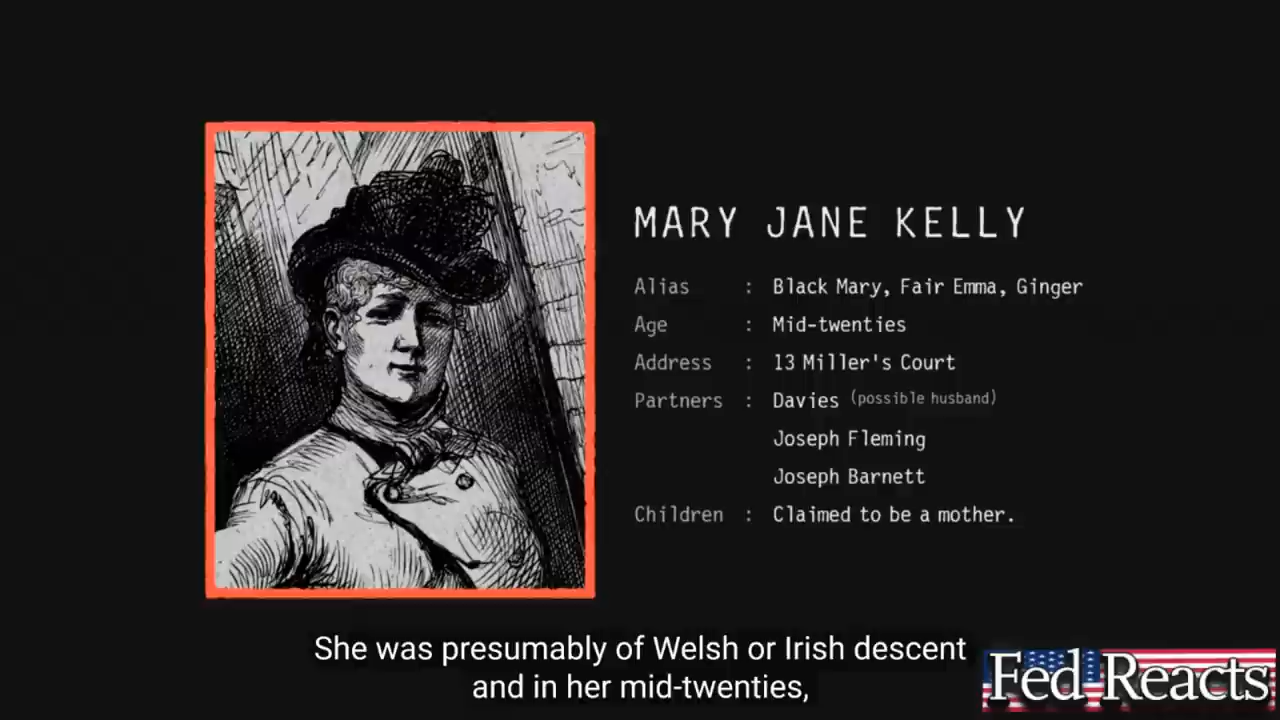 MARY JANE KELLY
Alias : Black Mary, Fair Emma, Ginger
Age : Mid-twenties
Address : 13 Miller's Court
Partners : Davies (possible husband)
Joseph Fleming
Joseph Barnett
Children : Claimed to be a mother.
She was presumably of Welsh or Irish descent
and in her mid-twenties,
Fed Reacts